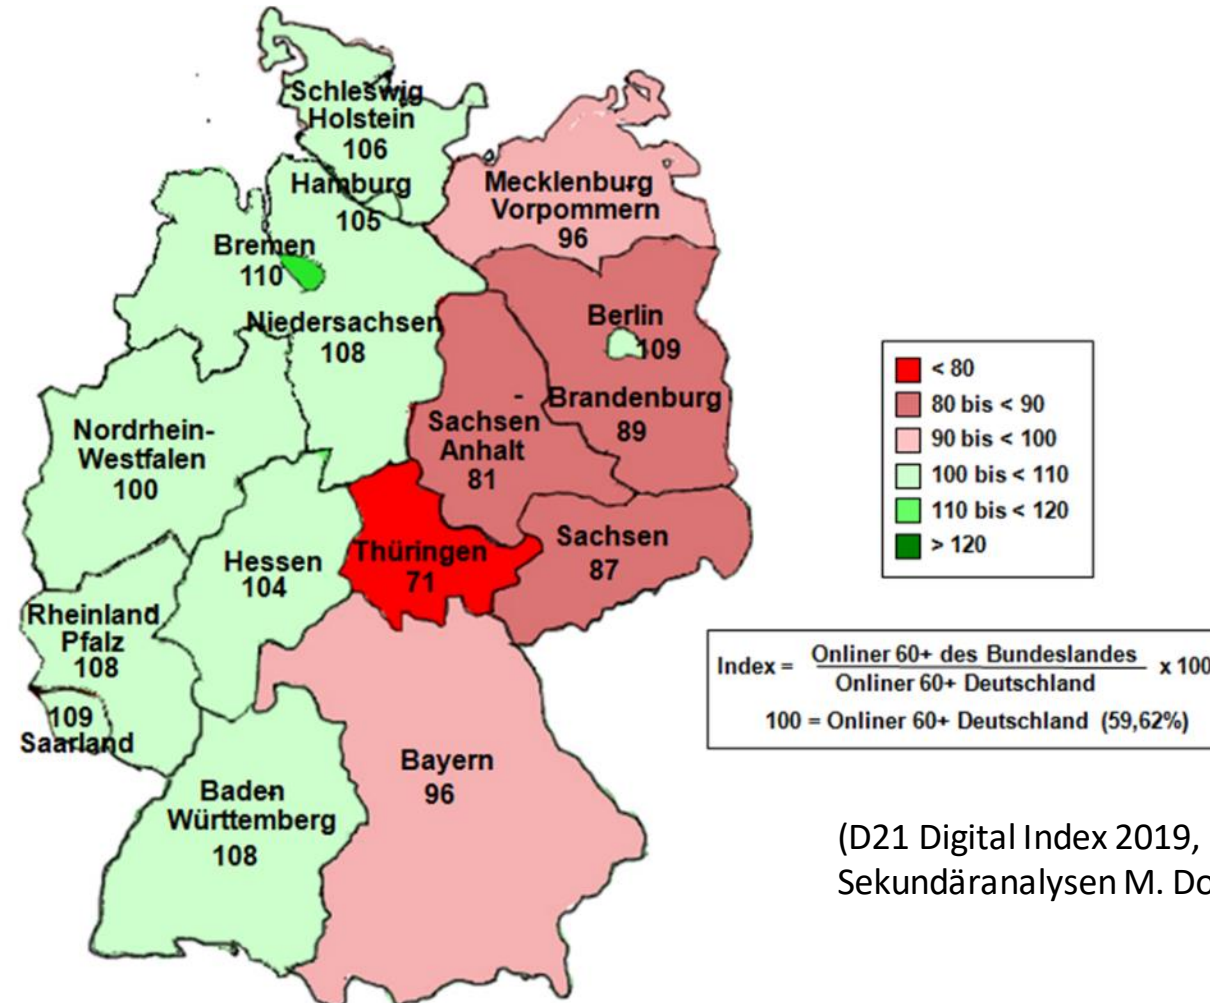 Schleswig
Holstein
106
Hamburg
105
Mecklenburg
Vorpommern
96
Bremen
110
Niedersachsen
108
Berlin
109
Brandenburg
89
Nordrhein-
Westfalen
100
Sachsen
Anhalt
81
Sachsen
87
Hessen
104
Thüringen
71
Rheinland
Pfalz
108
109
Saarland
Bayern
96
Baden
Württemberg
108
< 80
80 bis < 90
90 bis < 100
100 bis < 110
110 bis < 120
> 120
Index = Onliner 60+ des Bundeslandes x 100
Onliner 60+ Deutschland
100 = Onliner 60+ Deutschland (59,62%)
(D21 Digital Index 2019,
Sekundäranalysen M.